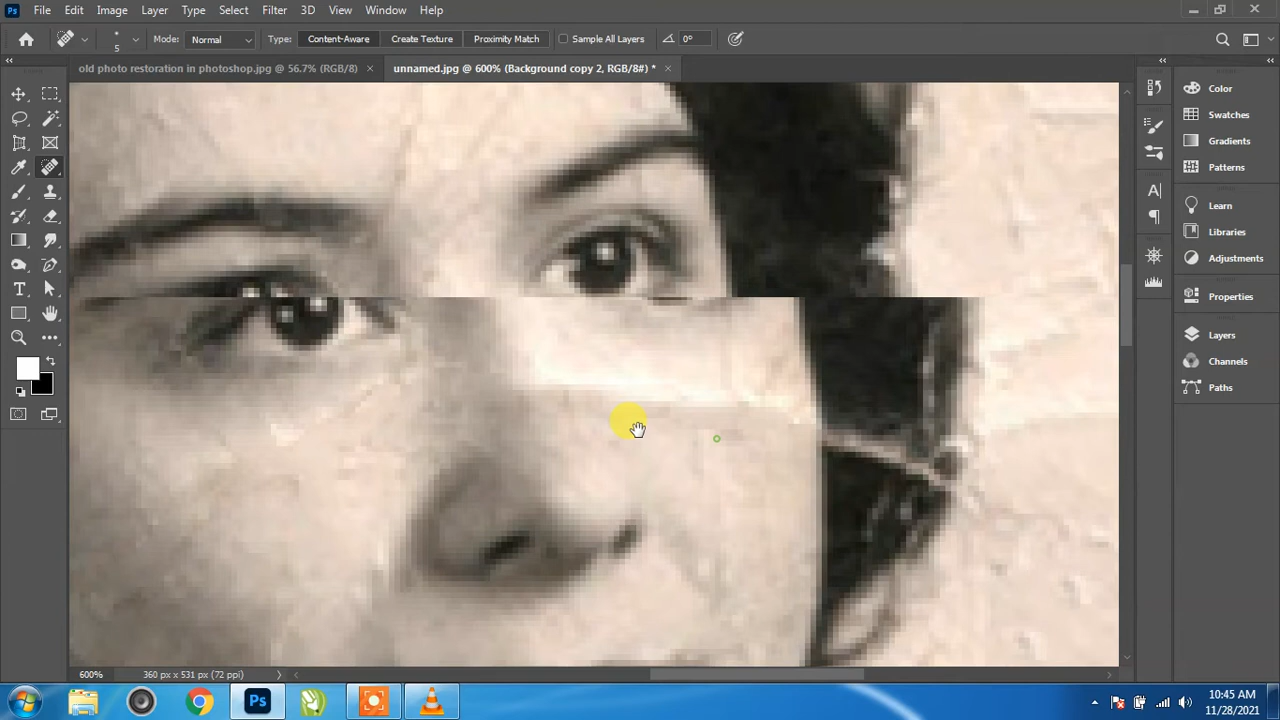 Ps File Edit Image Layer Type Select Filter 3D View Window Help
5 Mode: Normal Type: Content-Aware Create Texture Proximity Match Sample All Layers 0°
old photo restoration in photoshop.jpg @ 56.7% (RGB/8) × unnamed.jpg @ 600% (Background copy 2, RGB/8#) * ×
Color
Swatches
Gradients
Patterns
Learn
Libraries
Adjustments
Properties
Layers
Channels
Paths
600% 360 px x 531 px (72 ppi)
Ps
10:45 AM
11/28/2021